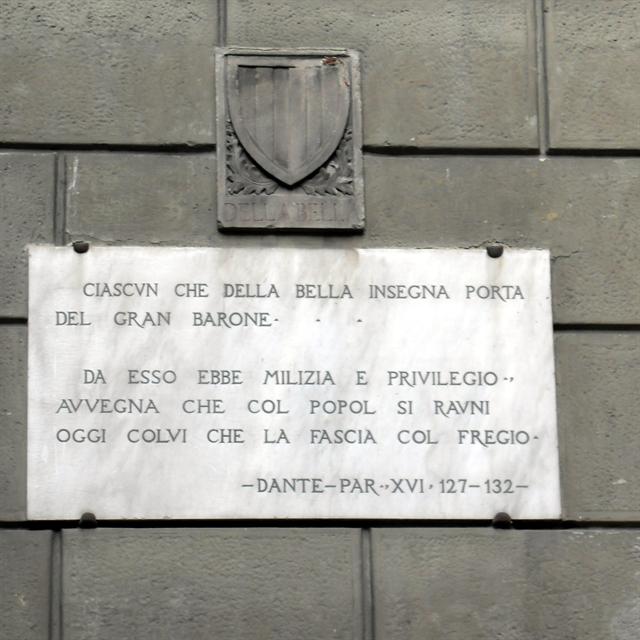 DELLA BELLA
CIASCVN CHE DELLA BELLA INSEGNA PORTA
DEL GRAN BARONE· · ·
DA ESSO EBBE MILIZIA E PRIVILEGIO·,
AVVEGNA CHE COL POPOL SI RAVNI
OGGI COLVI CHE LA FASCIA COL FREGIO·
—DANTE—PAR·,XVI·127—132—